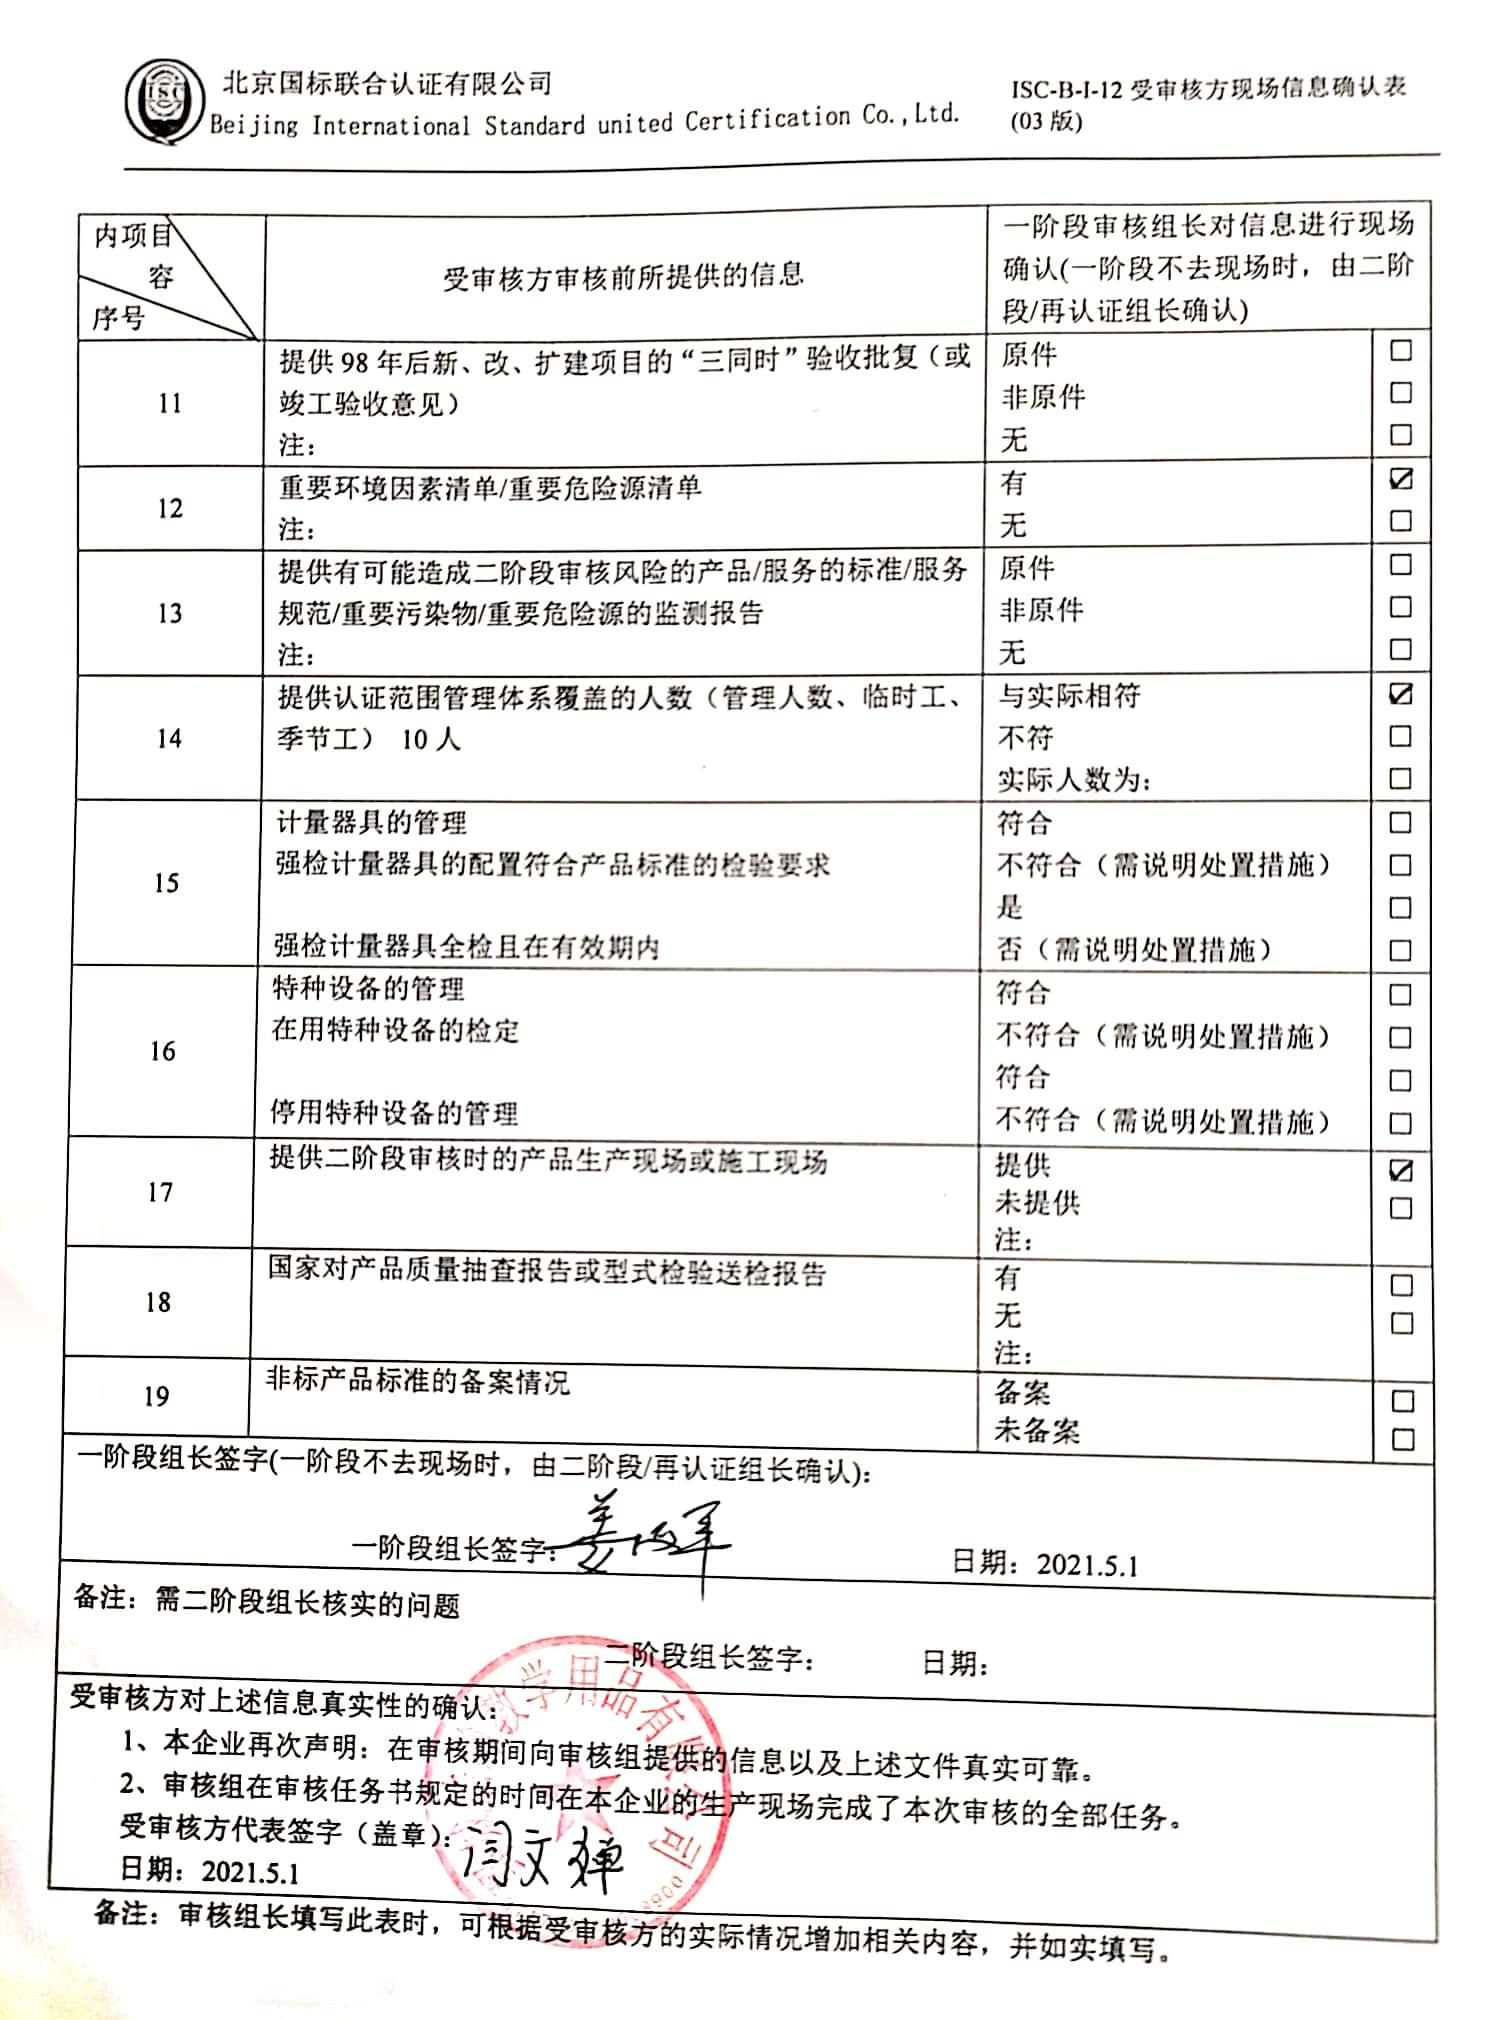 ISC
北京国标联合认证有限公司
Beijing International Standard united Certification Co.,Ltd.
ISC-B-I-12 受审核方现场信息确认表
(03 版)
内项目
容
序号
受审核方审核前所提供的信息
一阶段审核组长对信息进行现场
确认(一阶段不去现场时，由二阶
段/再认证组长确认)
11
提供 98 年后新、改、扩建项目的“三同时”验收批复（或
竣工验收意见）
注：
原件 □
非原件 □
无 □
12
重要环境因素清单/重要危险源清单
注：
有 ☑
无 □
13
提供有可能造成二阶段审核风险的产品/服务的标准/服务
规范/重要污染物/重要危险源的监测报告
注：
原件 □
非原件 □
无 □
14
提供认证范围管理体系覆盖的人数（管理人数、临时工、
季节工） 10 人
与实际相符 ☑
不符 □
实际人数为: □
15
计量器具的管理
强检计量器具的配置符合产品标准的检验要求
强检计量器具全检且在有效期内
符合 □
不符合（需说明处置措施） □
是 □
否（需说明处置措施） □
16
特种设备的管理
在用特种设备的检定
停用特种设备的管理
符合 □
不符合（需说明处置措施） □
符合 □
不符合（需说明处置措施） □
17
提供二阶段审核时的产品生产现场或施工现场
提供 ☑
未提供 □
注：
18
国家对产品质量抽查报告或型式检验送检报告
有 □
无 □
注：
19
非标产品标准的备案情况
备案 □
未备案 □
一阶段组长签字(一阶段不去现场时，由二阶段/再认证组长确认)：
一阶段组长签字: 姜海军
日期：2021.5.1
备注：需二阶段组长核实的问题
二阶段组长签字： 日期：
受审核方对上述信息真实性的确认：
1、本企业再次声明：在审核期间向审核组提供的信息以及上述文件真实可靠。
2、审核组在审核任务书规定的时间在本企业的生产现场完成了本次审核的全部任务。
受审核方代表签字（盖章）： 闫文
日期：2021.5.1
教学用品有限公司
备注：审核组长填写此表时，可根据受审核方的实际情况增加相关内容，并如实填写。